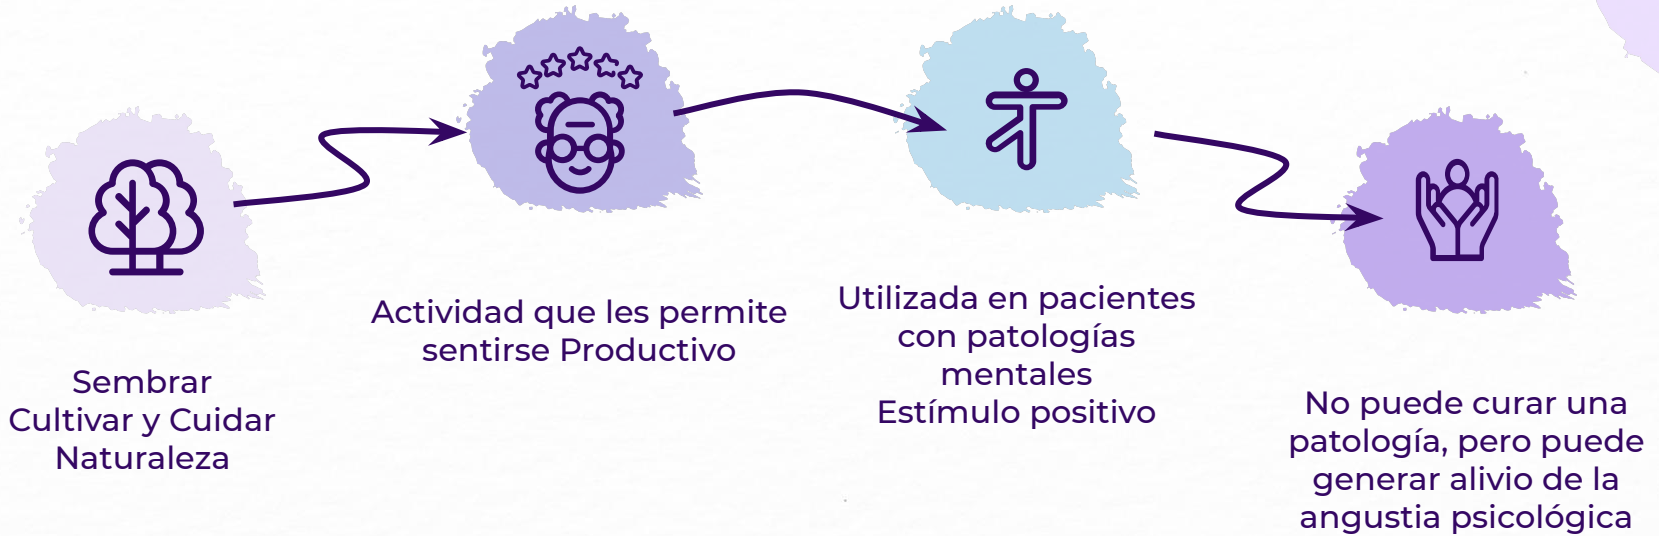 Sembrar
Cultivar y Cuidar
Naturaleza
Actividad que les permite
sentirse Productivo
Utilizada en pacientes
con patologías
mentales
Estímulo positivo
No puede curar una
patología, pero puede
generar alivio de la
angustia psicológica